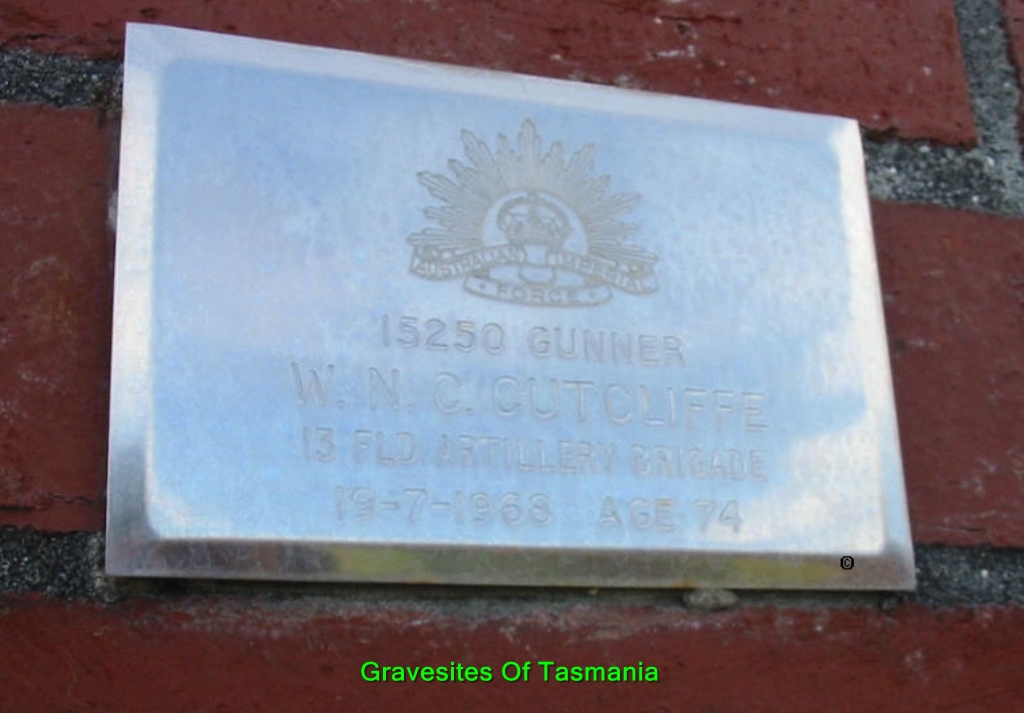 AUSTRALIAN IMPERIAL
FORCE
15250 GUNNER
W. N. C. CUTCLIFFE
13 FLD. ARTILLERY BRIGADE
19-7-1968 AGE 74
©
Gravesites Of Tasmania